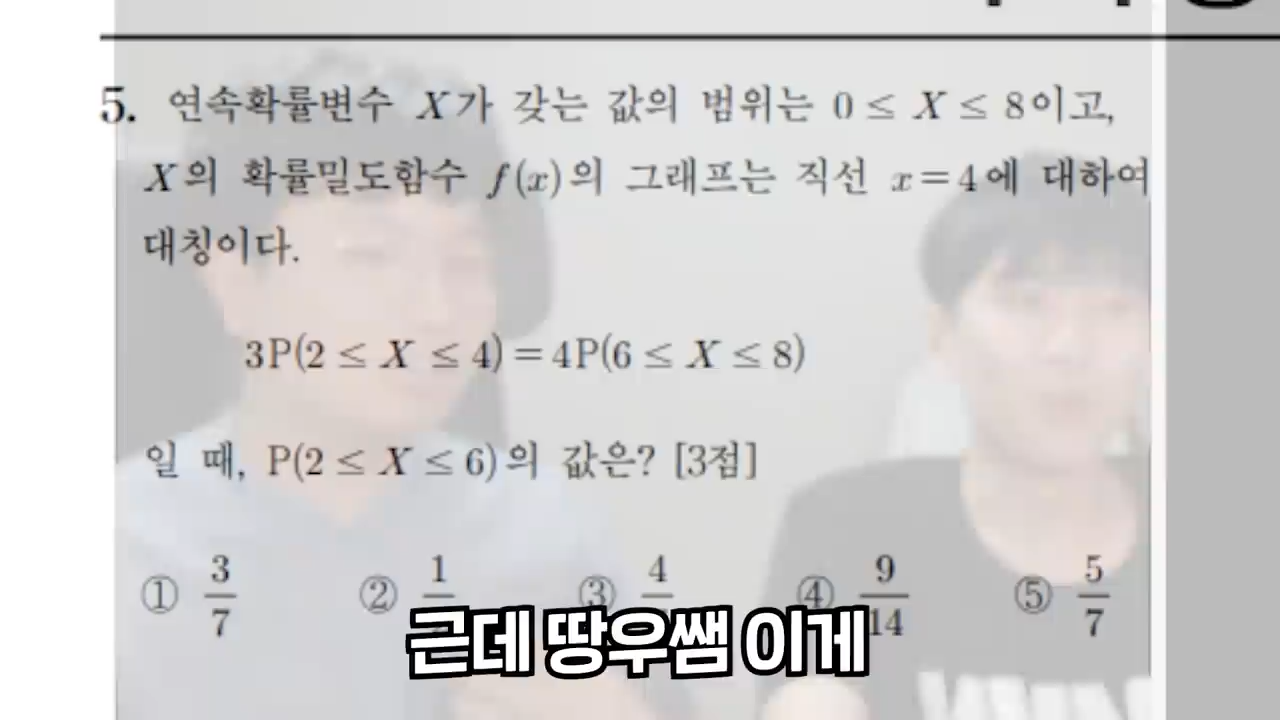 5. 연속확률변수 X가 갖는 값의 범위는 0 ≤ X ≤ 8이고,
X의 확률밀도함수 f(x)의 그래프는 직선 x=4에 대하여
대칭이다.
3P(2 ≤ X ≤ 4)=4P(6 ≤ X ≤ 8)
일 때, P(2 ≤ X ≤ 6)의 값은? [3점]
① 3/7 ② 1 ③ 4 ④ 9/14 ⑤ 5/7
근데 땅우쌤 이게